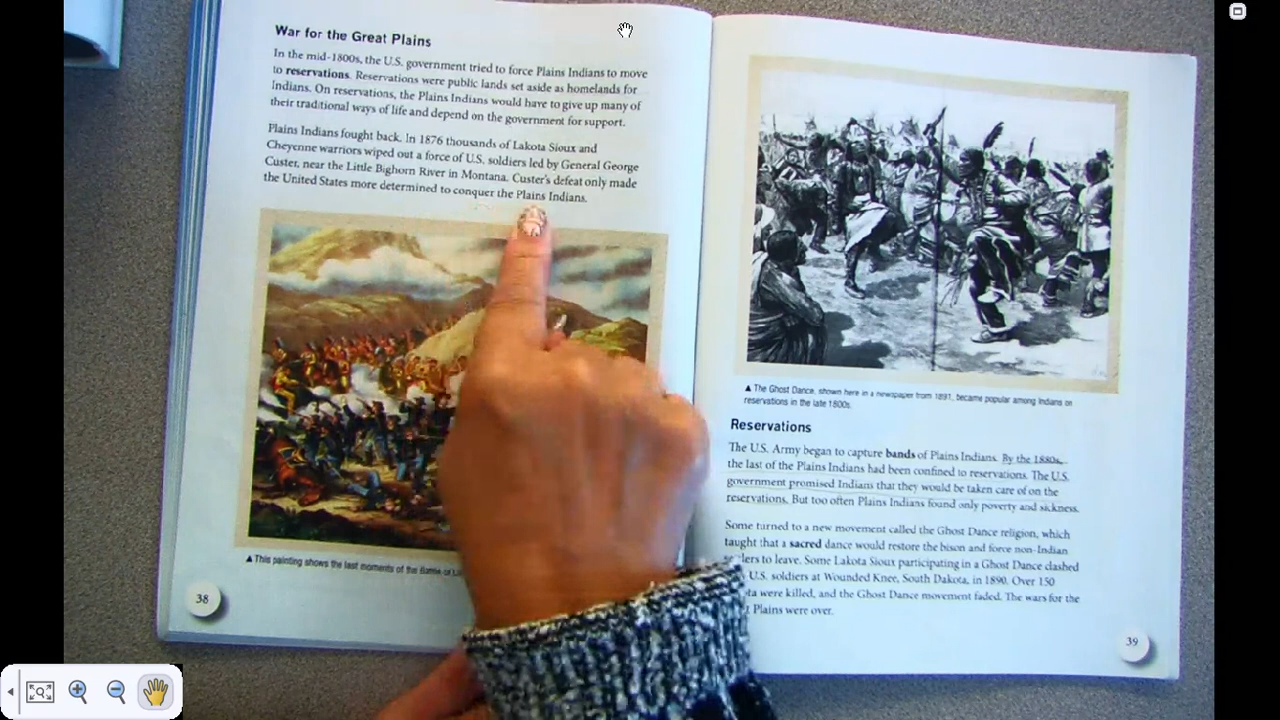 War for the Great Plains
In the mid-1800s, the U.S. government tried to force Plains Indians to move
to reservations. Reservations were public lands set aside as homelands for
Indians. On reservations, the Plains Indians would have to give up many of
their traditional ways of life and depend on the government for support.
Plains Indians fought back. In 1876 thousands of Lakota Sioux and
Cheyenne warriors wiped out a force of U.S. soldiers led by General George
Custer, near the Little Bighorn River in Montana. Custer's defeat only made
the United States more determined to conquer the Plains Indians.
▲ This painting shows the last moments of the Battle of
38
▲ The Ghost Dance, shown here in a newspaper from 1891, became popular among Indians on
reservations in the late 1800s.
Reservations
The U.S. Army began to capture bands of Plains Indians. By the 1880s,
the last of the Plains Indians had been confined to reservations. The U.S.
government promised Indians that they would be taken care of on the
reservations. But too often Plains Indians found only poverty and sickness.
Some turned to a new movement called the Ghost Dance religion, which
taught that a sacred dance would restore the bison and force non-Indian
settlers to leave. Some Lakota Sioux participating in a Ghost Dance clashed
U.S. soldiers at Wounded Knee, South Dakota, in 1890. Over 150
were killed, and the Ghost Dance movement faded. The wars for the
Plains were over.
39